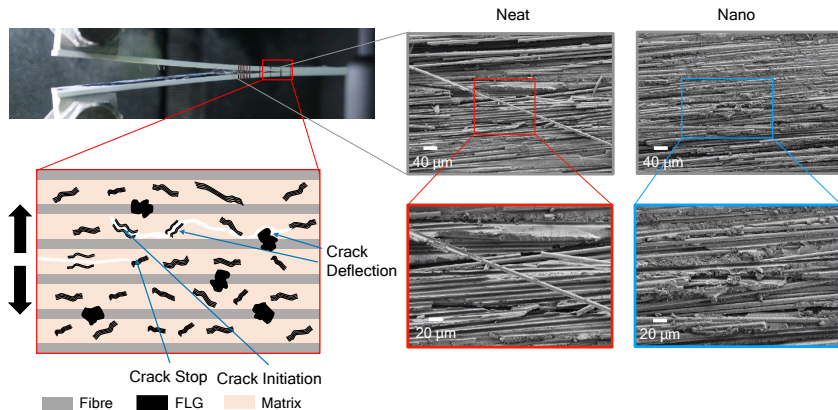 Neat
Nano
40 µm
40 µm
Crack
Deflection
20 µm
20 µm
Crack Stop
Crack Initiation
Fibre
FLG
Matrix